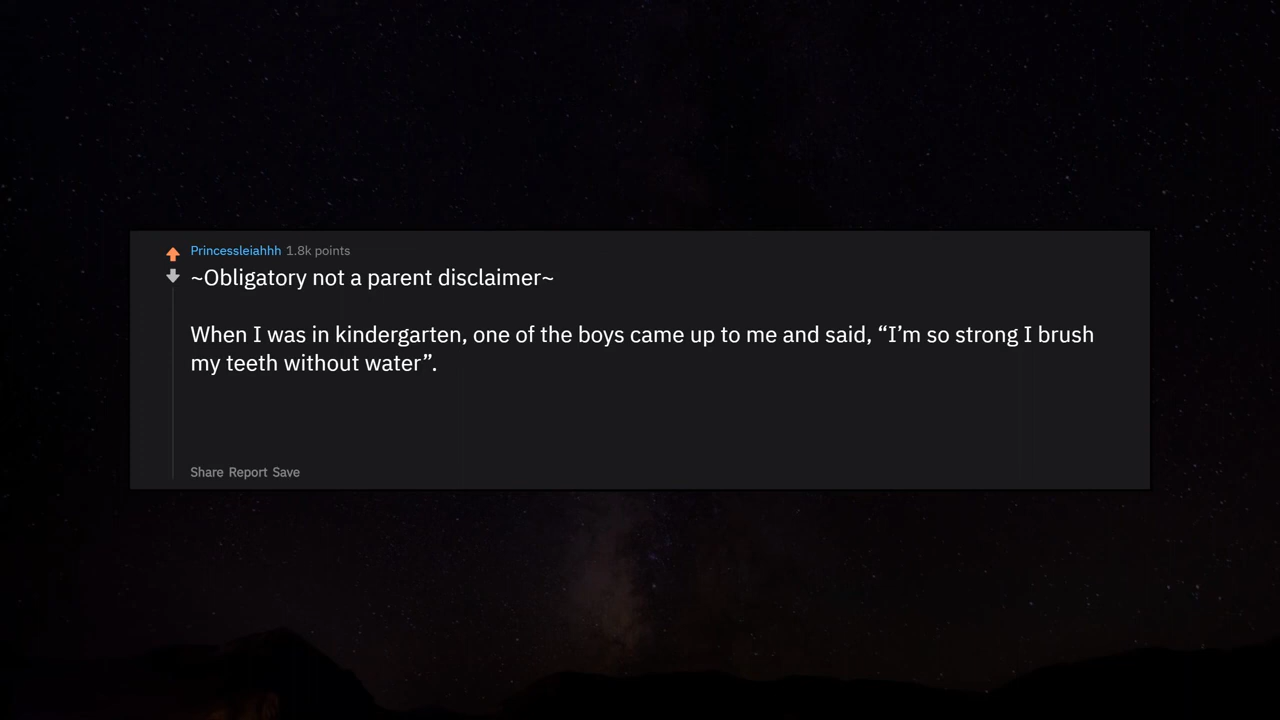 Princessleiahhh 1.8k points
~Obligatory not a parent disclaimer~
When I was in kindergarten, one of the boys came up to me and said, “I’m so strong I brush
my teeth without water”.
Share Report Save